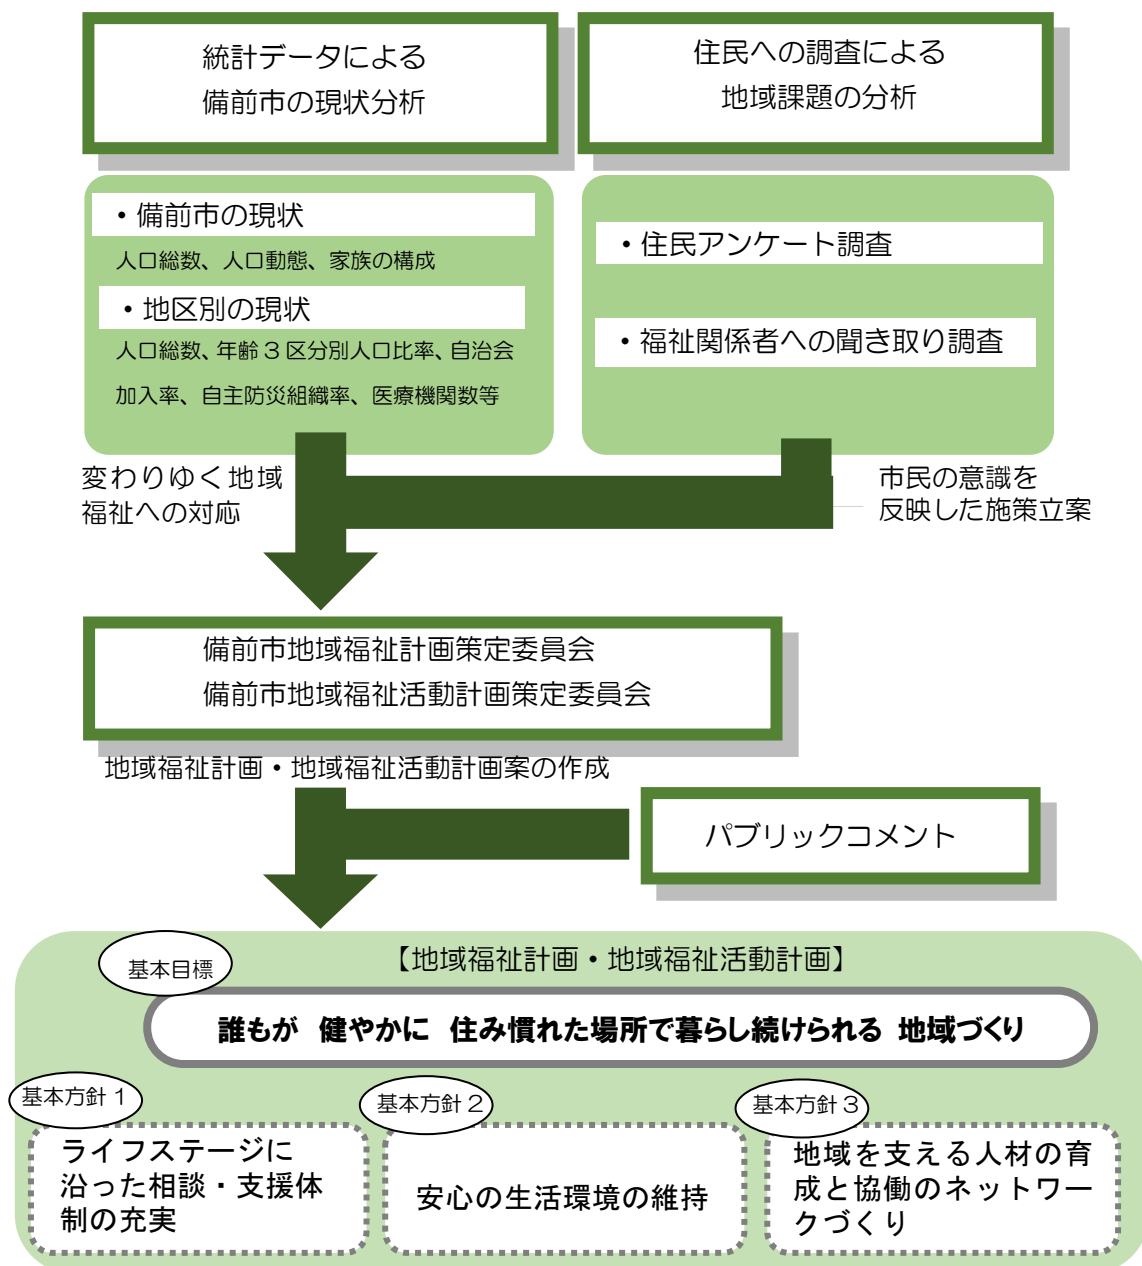 統計データによる
備前市の現状分析
住民への調査による
地域課題の分析
・備前市の現状
人口総数、人口動態、家族の構成
・地区別の現状
人口総数、年齢３区分別人口比率、自治会
加入率、自主防災組織率、医療機関数等
・住民アンケート調査
・福祉関係者への聞き取り調査
変わりゆく地域
福祉への対応
市民の意識を
反映した施策立案
備前市地域福祉計画策定委員会
備前市地域福祉活動計画策定委員会
地域福祉計画・地域福祉活動計画案の作成
パブリックコメント
基本目標
【地域福祉計画・地域福祉活動計画】
誰もが　健やかに　住み慣れた場所で暮らし続けられる　地域づくり
基本方針１
ライフステージに
沿った相談・支援体
制の充実
基本方針２
安心の生活環境の維持
基本方針３
地域を支える人材の育
成と協働のネットワー
クづくり